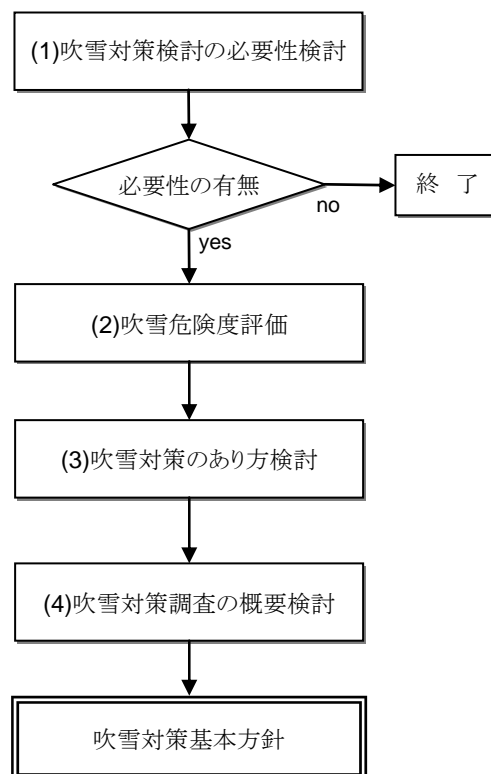 (1)吹雪対策検討の必要性検討
必要性の有無
終 了
no
yes
(2)吹雪危険度評価
(3)吹雪対策のあり方検討
(4)吹雪対策調査の概要検討
吹雪対策基本方針